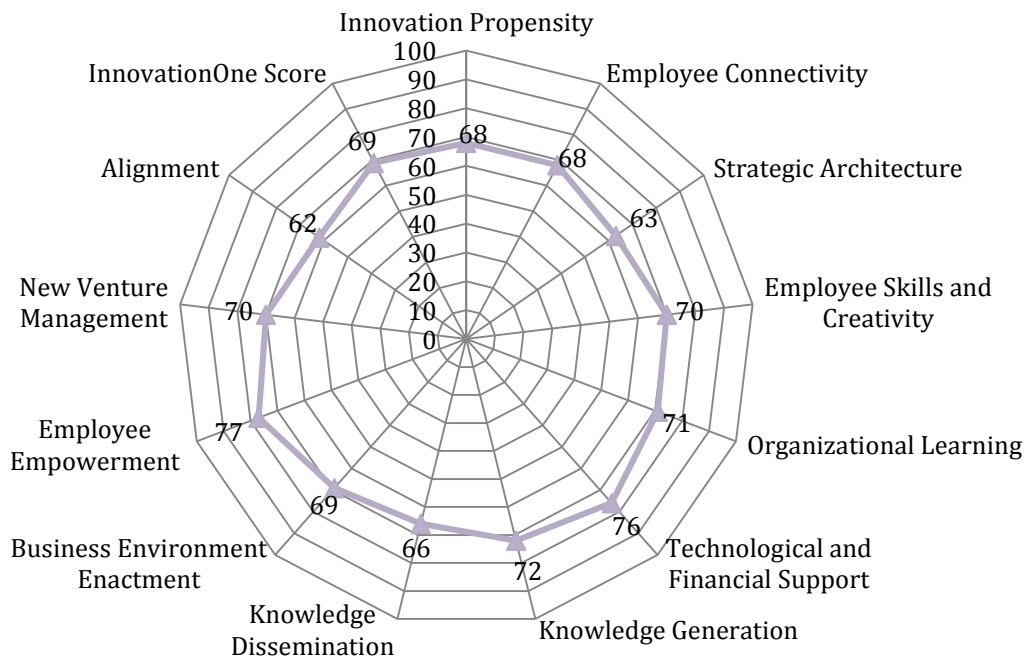 Innovation Propensity
100
90
80
70
60
50
40
30
20
10
0
Employee Connectivity
Strategic Architecture
Employee Skills and
Creativity
Organizational Learning
Technological and
Financial Support
Knowledge Generation
Knowledge
Dissemination
Business Environment
Enactment
Employee
Empowerment
New Venture
Management
Alignment
InnovationOne Score
68
68
63
70
71
76
72
66
69
77
70
62
69